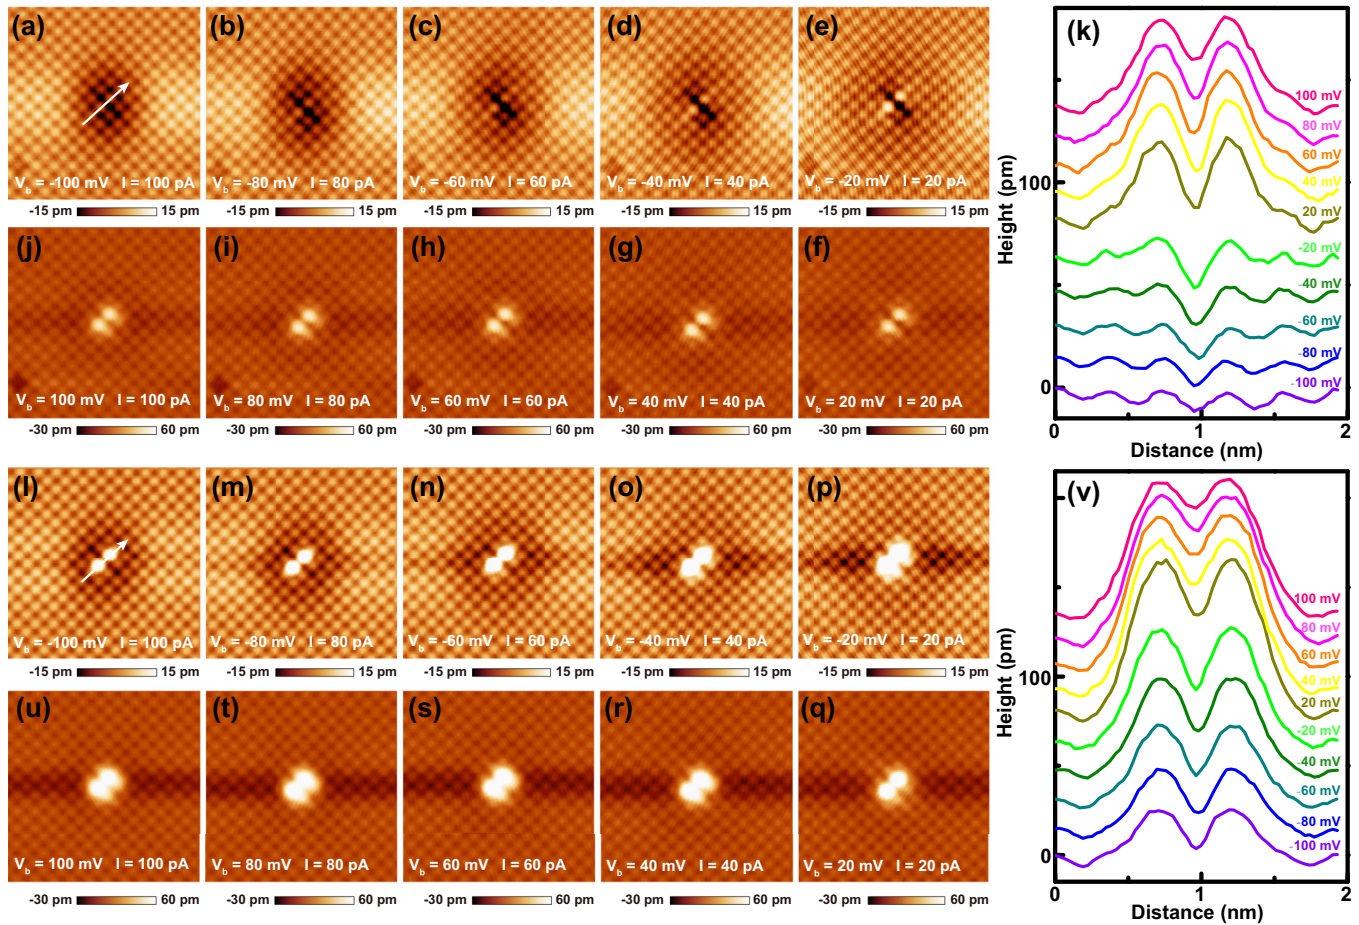 (a) (b) (c) (d) (e)
V_b = -100 mV I = 100 pA V_b = -80 mV I = 80 pA V_b = -60 mV I = 60 pA V_b = -40 mV I = 40 pA V_b = -20 mV I = 20 pA
-15 pm 15 pm -15 pm 15 pm -15 pm 15 pm -15 pm 15 pm -15 pm 15 pm
(j) (i) (h) (g) (f)
V_b = 100 mV I = 100 pA V_b = 80 mV I = 80 pA V_b = 60 mV I = 60 pA V_b = 40 mV I = 40 pA V_b = 20 mV I = 20 pA
-30 pm 60 pm -30 pm 60 pm -30 pm 60 pm -30 pm 60 pm -30 pm 60 pm
(k)
100 mV
80 mV
60 mV
40 mV
20 mV
-20 mV
-40 mV
-60 mV
-80 mV
-100 mV
Height (pm)
100
0
0 1 2
Distance (nm)
(l) (m) (n) (o) (p)
V_b = -100 mV I = 100 pA V_b = -80 mV I = 80 pA V_b = -60 mV I = 60 pA V_b = -40 mV I = 40 pA V_b = -20 mV I = 20 pA
-15 pm 15 pm -15 pm 15 pm -15 pm 15 pm -15 pm 15 pm -15 pm 15 pm
(u) (t) (s) (r) (q)
V_b = 100 mV I = 100 pA V_b = 80 mV I = 80 pA V_b = 60 mV I = 60 pA V_b = 40 mV I = 40 pA V_b = 20 mV I = 20 pA
-30 pm 60 pm -30 pm 60 pm -30 pm 60 pm -30 pm 60 pm -30 pm 60 pm
(v)
100 mV
80 mV
60 mV
40 mV
20 mV
-20 mV
-40 mV
-60 mV
-80 mV
-100 mV
Height (pm)
100
0
0 1 2
Distance (nm)